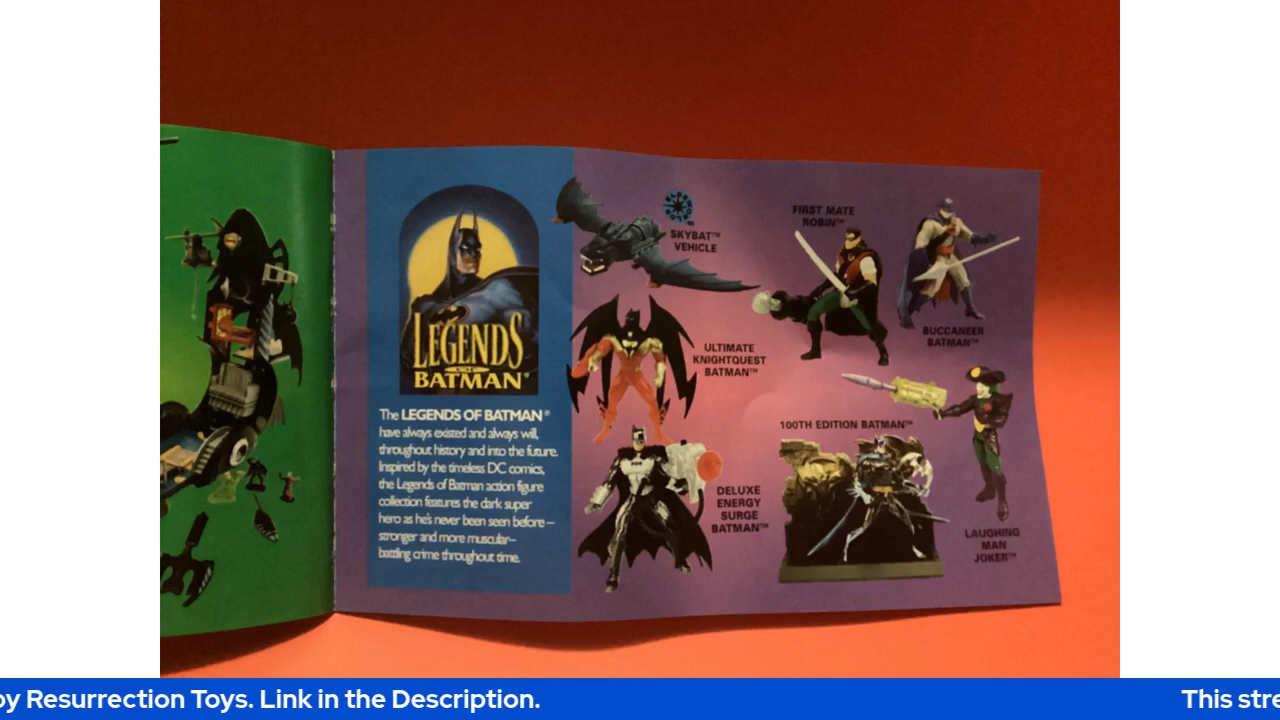 LEGENDS
OF
BATMAN®
The LEGENDS OF BATMAN®
have always existed and always will,
throughout history and into the future.
Inspired by the timeless DC comics,
the Legends of Batman action figure
collection features the dark super
hero as he's never been seen before —
stronger and more muscular—
battling crime throughout time.
SKYBAT™
VEHICLE
FIRST MATE
ROBIN™
BUCCANEER
BATMAN™
ULTIMATE
KNIGHTQUEST
BATMAN™
100TH EDITION BATMAN™
DELUXE
ENERGY
SURGE
BATMAN™
LAUGHING
MAN
JOKER™
oy Resurrection Toys. Link in the Description.
This stre